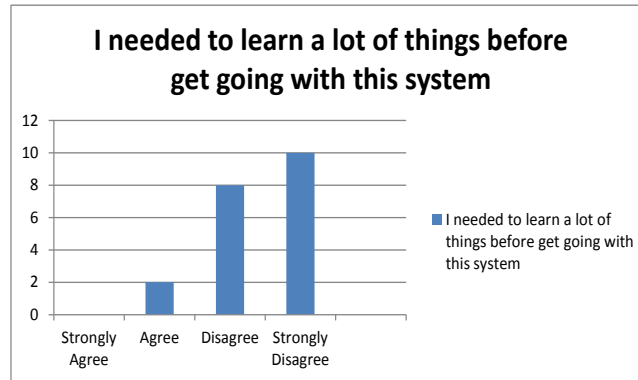 I needed to learn a lot of things before
get going with this system
12
10
8
6
4
2
0
Strongly
Agree
Agree
Disagree
Strongly
Disagree
I needed to learn a lot of
things before get going with
this system